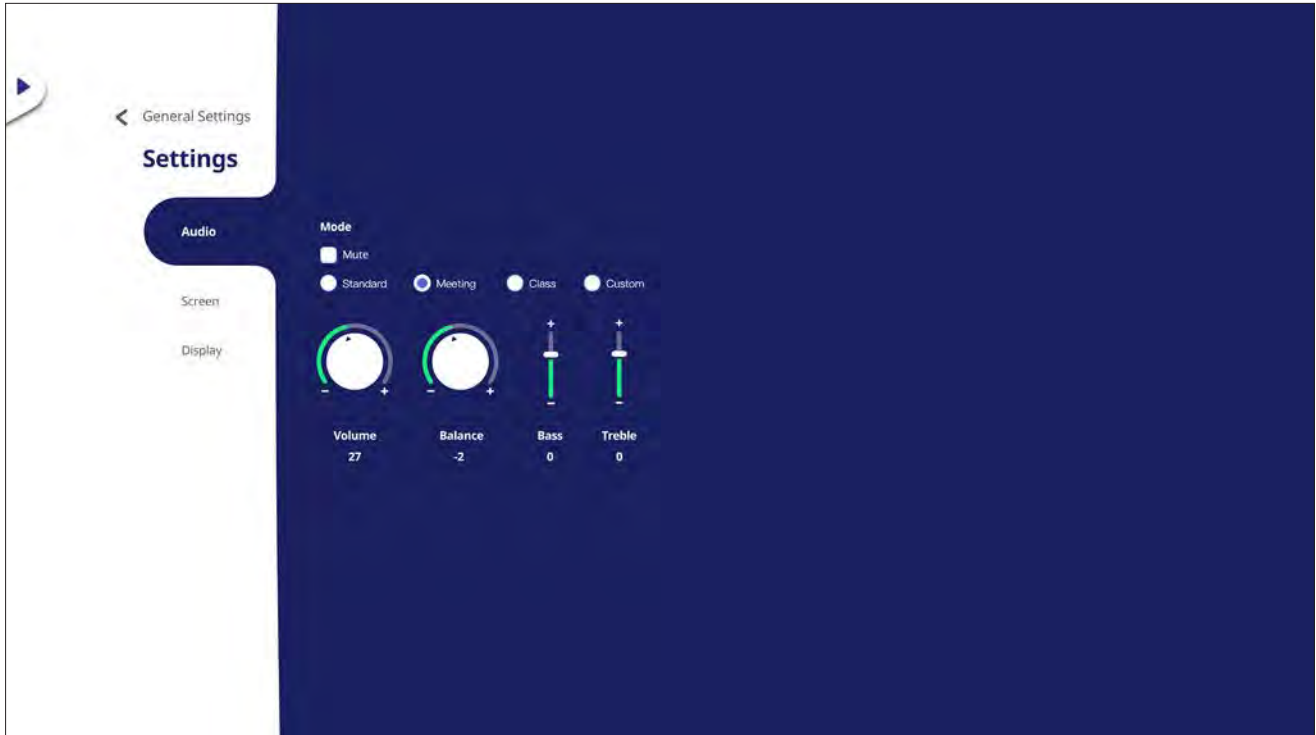 General Settings
Settings
Audio
Screen
Display
Mode
Mute
Standard Meeting Class Custom
+ +
- + - + - -
Volume Balance Bass Treble
27 -2 0 0